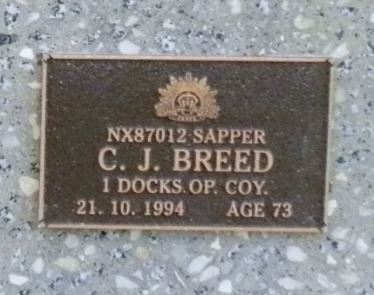 NX87012 SAPPER
C. J. BREED
1 DOCKS. OP. COY.
21. 10. 1994 AGE 73